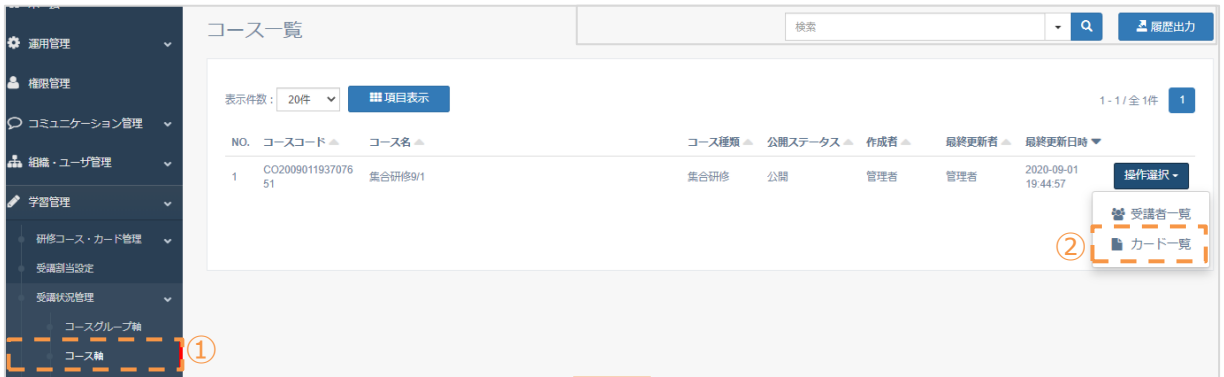 運用管理
権限管理
コミュニケーション管理
組織・ユーザ管理
学習管理
研修コース・カード管理
受講割当設定
受講状況管理
コースグループ軸
コース軸
①
コース一覧
検索
履歴出力
表示件数: 20件
項目表示
1 - 1 / 全 1件 1
NO. コースコード コース名 コース種類 公開ステータス 作成者 最終更新者 最終更新日時
1 CO2009011937076 集合研修9/1 集合研修 公開 管理者 管理者 2020-09-01 操作選択
51 19:44:57
受講者一覧
② カード一覧